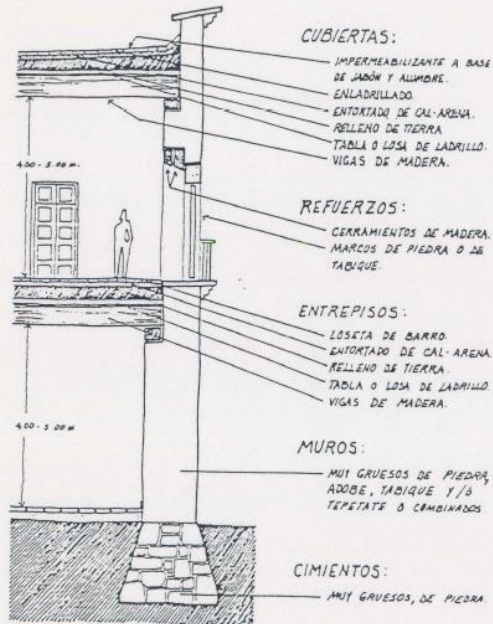 CUBIERTAS:
IMPERMEABILIZANTE A BASE
DE JABÓN Y ALUMBRE.
ENLADRILLADO.
ENTORTADO DE CAL-ARENA.
RELLENO DE TIERRA
TABLA O LOSA DE LADRILLO.
VIGAS DE MADERA.
4.00 - 5.00 m.
REFUERZOS:
CERRAMIENTOS DE MADERA.
MARCOS DE PIEDRA O DE
TABIQUE.
ENTREPISOS:
LOSETA DE BARRO.
ENTORTADO DE CAL-ARENA.
RELLENO DE TIERRA.
TABLA O LOSA DE LADRILLO.
VIGAS DE MADERA.
4.00 - 5.00 m
MUROS:
MUY GRUESOS DE PIEDRA,
ADOBE, TABIQUE Y/Ó
TEPETATE O COMBINADOS
CIMIENTOS:
MUY GRUESOS, DE PIEDRA.